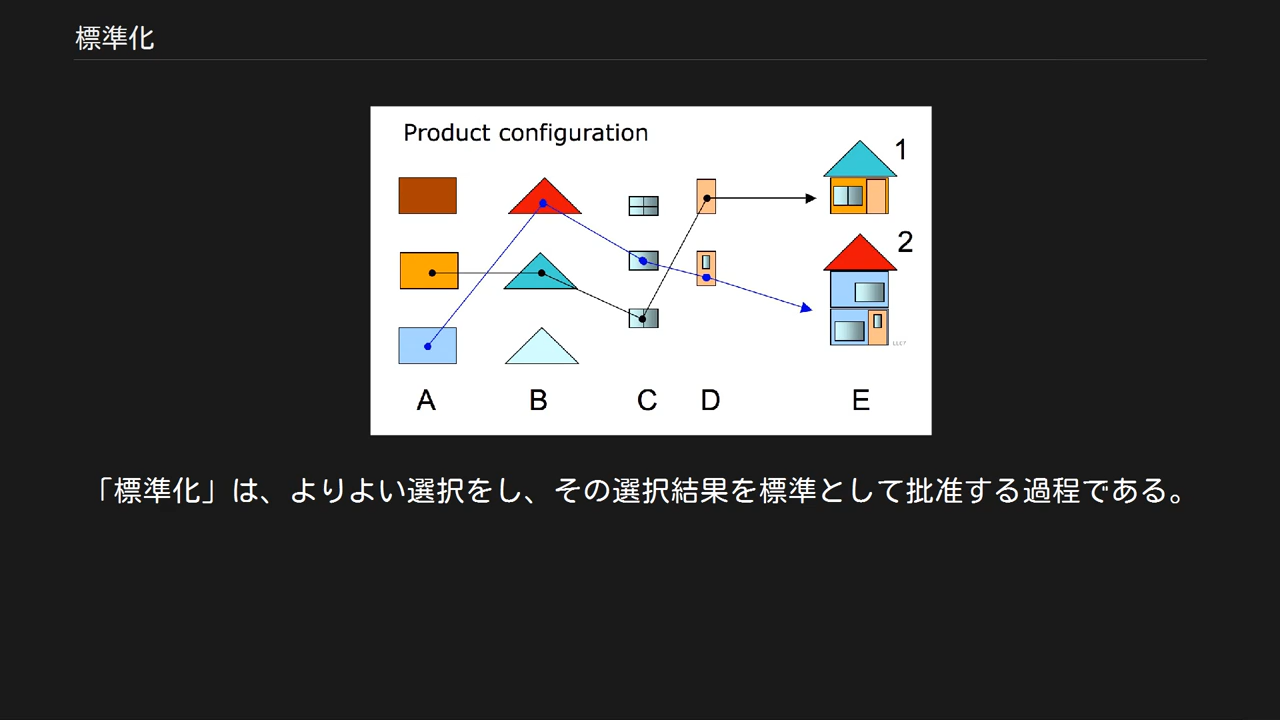 標準化
Product configuration
1
2
A B C D E
「標準化」は、よりよい選択をし、その選択結果を標準として批准する過程である。